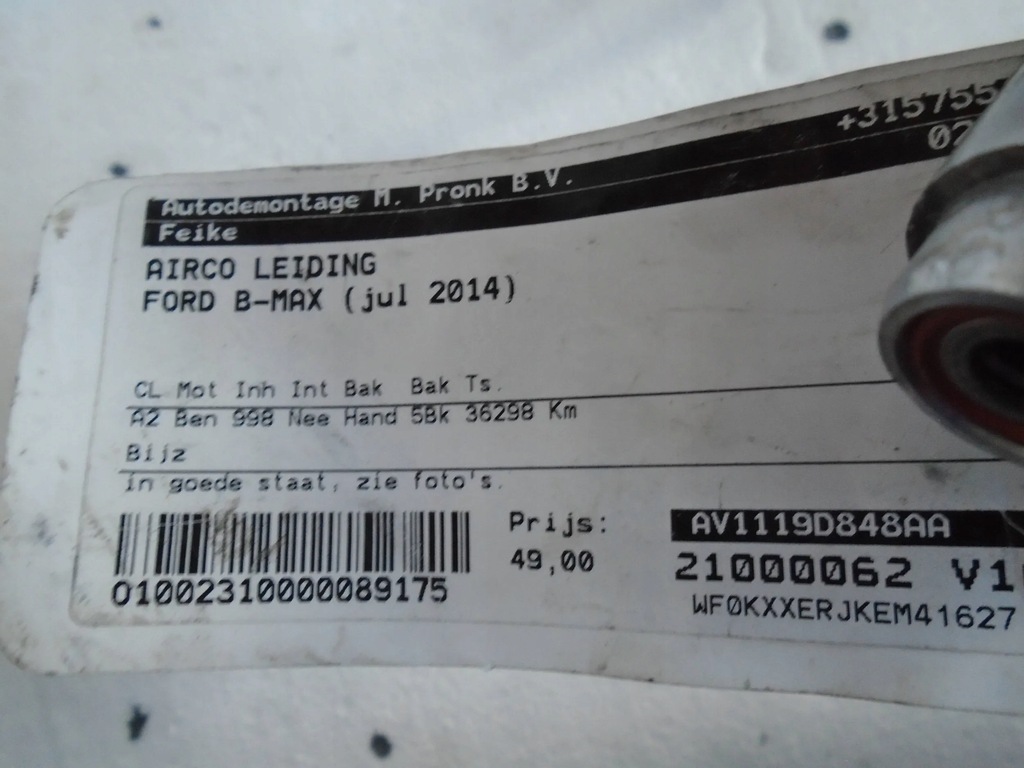 +3157555
02
Autodemontage M. Pronk B.V.
Feike
AIRCO LEIDING
FORD B-MAX (jul 2014)
CL Mot Inh Int Bak Bak Ts.
A2 Ben 998 Nee Hand 5Bk 36298 Km
Bijz
in goede staat, zie foto's.
Prijs:
49,00
01002310000089175
AV1119D848AA
21000062 V1
WF0KXXERJKEM41627